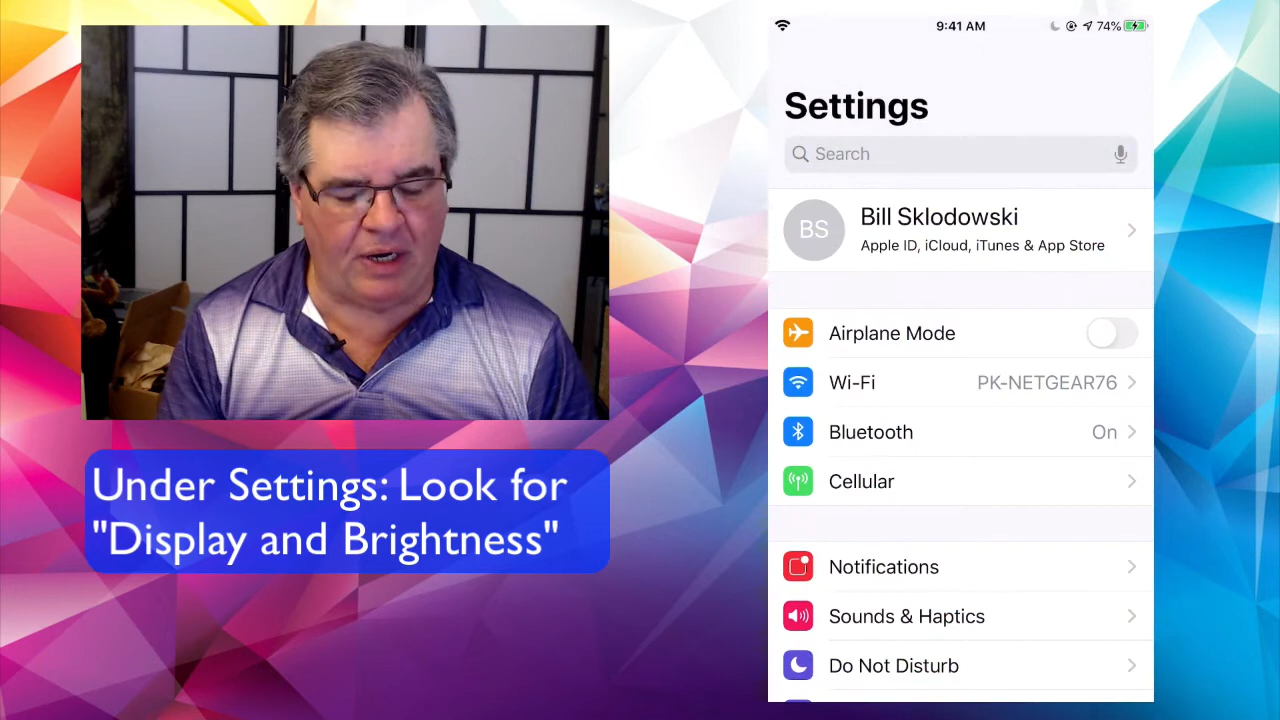 9:41 AM
74%
Settings
Search
BS
Bill Sklodowski
Apple ID, iCloud, iTunes & App Store
Airplane Mode
Wi-Fi PK-NETGEAR76
Bluetooth On
Cellular
Under Settings: Look for
"Display and Brightness"
Notifications
Sounds & Haptics
Do Not Disturb